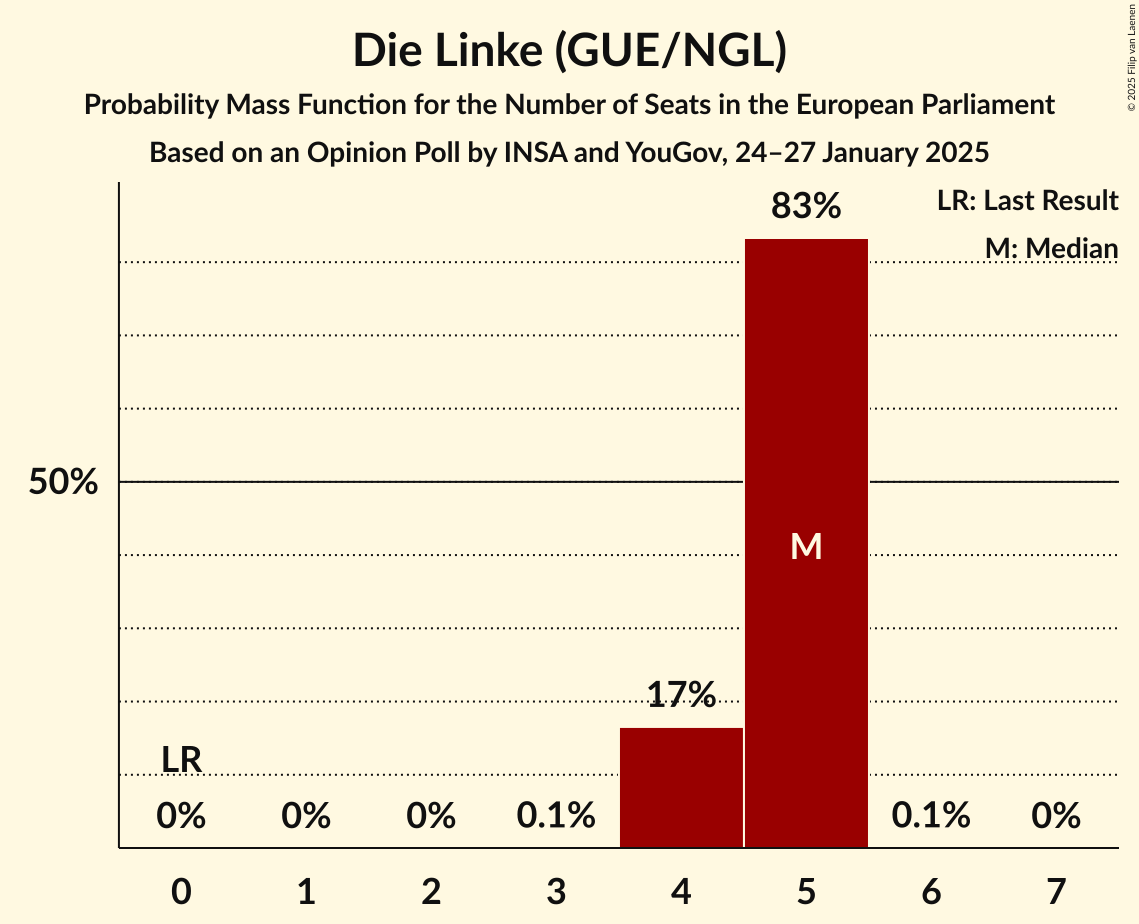 Die Linke (GUE/NGL)
Probability Mass Function for the Number of Seats in the European Parliament
Based on an Opinion Poll by INSA and YouGov, 24–27 January 2025
© 2025 Filip van Laenen
LR: Last Result
M: Median
83%
50%
M
17%
LR
0% 0% 0% 0.1% 0.1% 0%
0 1 2 3 4 5 6 7